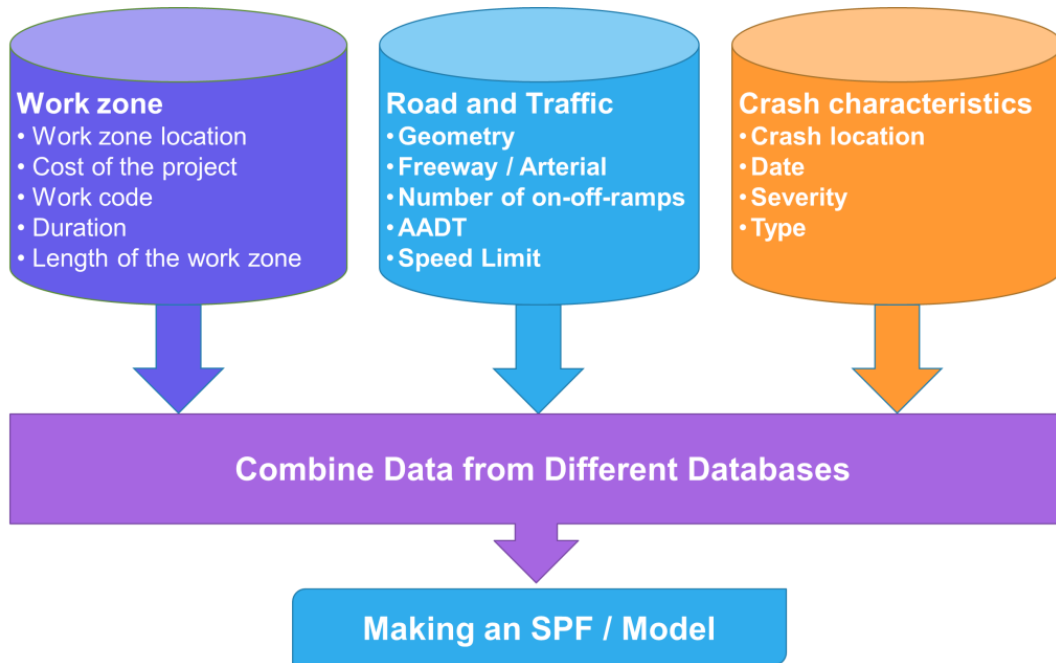 Work zone
• Work zone location
• Cost of the project
• Work code
• Duration
• Length of the work zone
Road and Traffic
• Geometry
• Freeway / Arterial
• Number of on-off-ramps
• AADT
• Speed Limit
Crash characteristics
• Crash location
• Date
• Severity
• Type
Combine Data from Different Databases
Making an SPF / Model